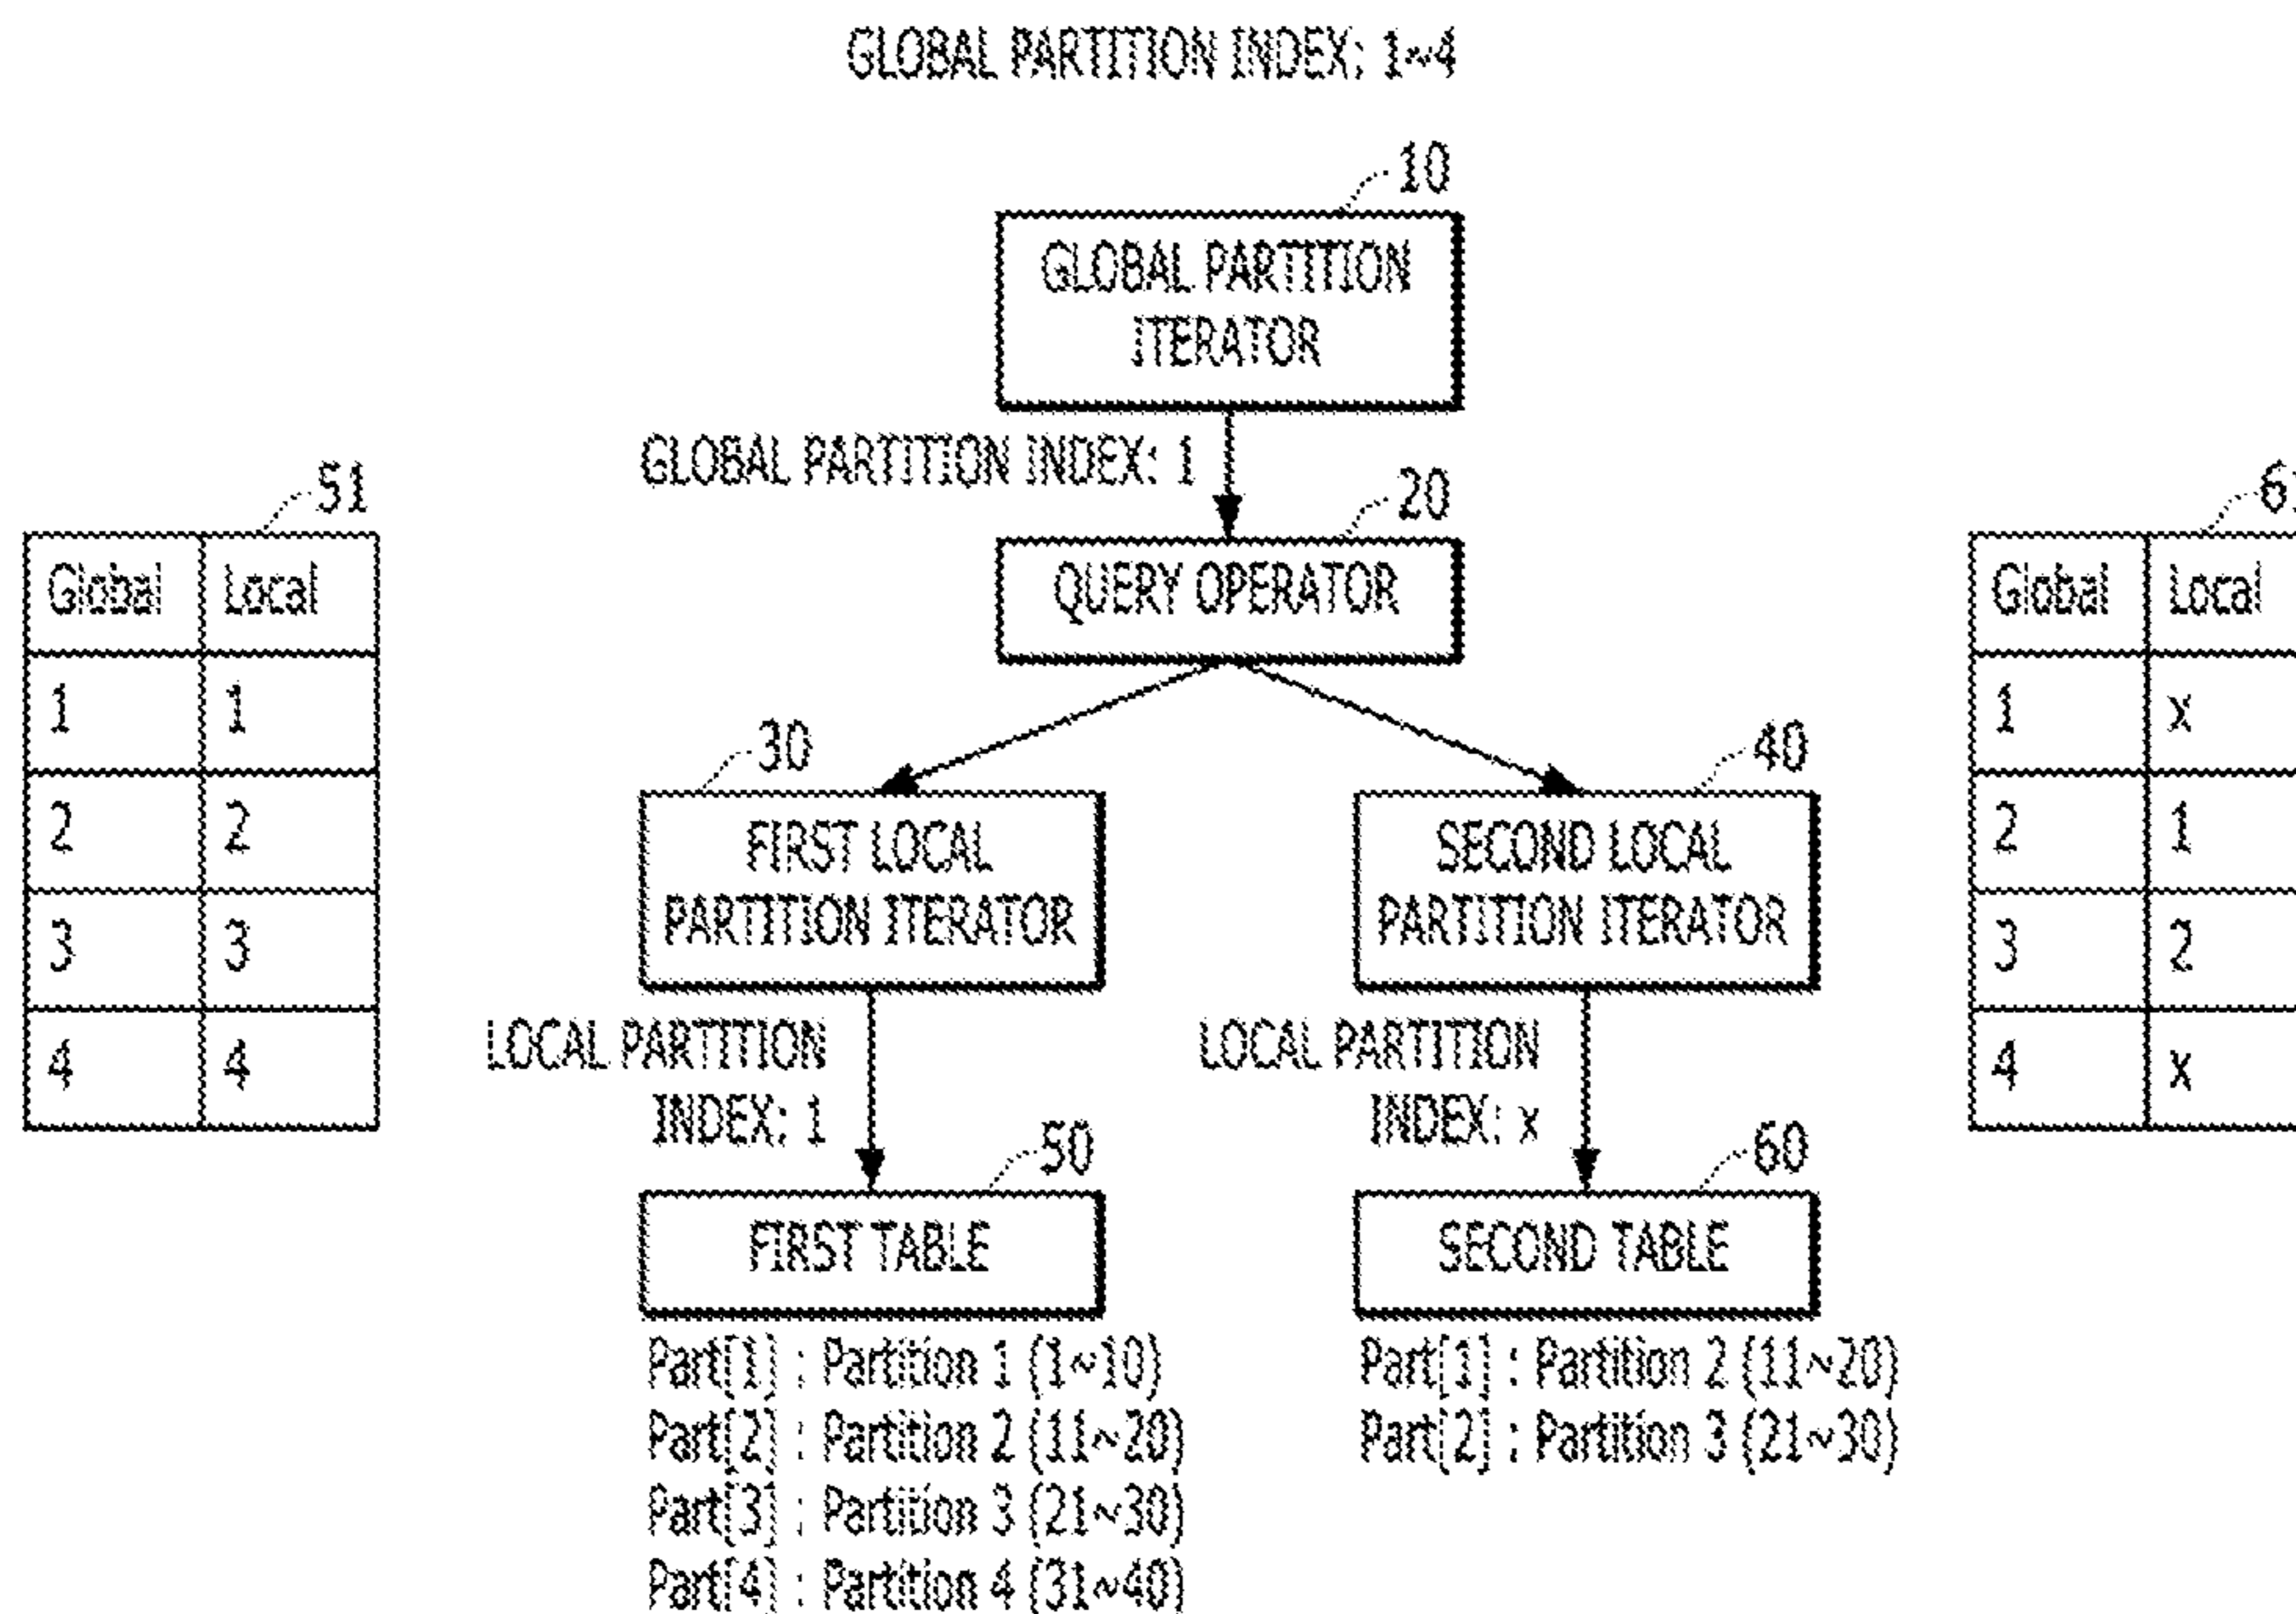 GLOBAL PARTITION INDEX: 1~4
10
GLOBAL PARTITION
ITERATOR
GLOBAL PARTITION INDEX: 1
20
QUERY OPERATOR
51
Global Local
1 1
2 2
3 3
4 4
30
FIRST LOCAL
PARTITION ITERATOR
40
SECOND LOCAL
PARTITION ITERATOR
Global Local
1 x
2 1
3 2
4 x
LOCAL PARTITION
INDEX: 1
LOCAL PARTITION
INDEX: x
50
FIRST TABLE
60
SECOND TABLE
Part[1] : Partition 1 (1~10)
Part[2] : Partition 2 (11~20)
Part[3] : Partition 3 (21~30)
Part[4] : Partition 4 (31~40)
Part[1] : Partition 2 (11~20)
Part[2] : Partition 3 (21~30)